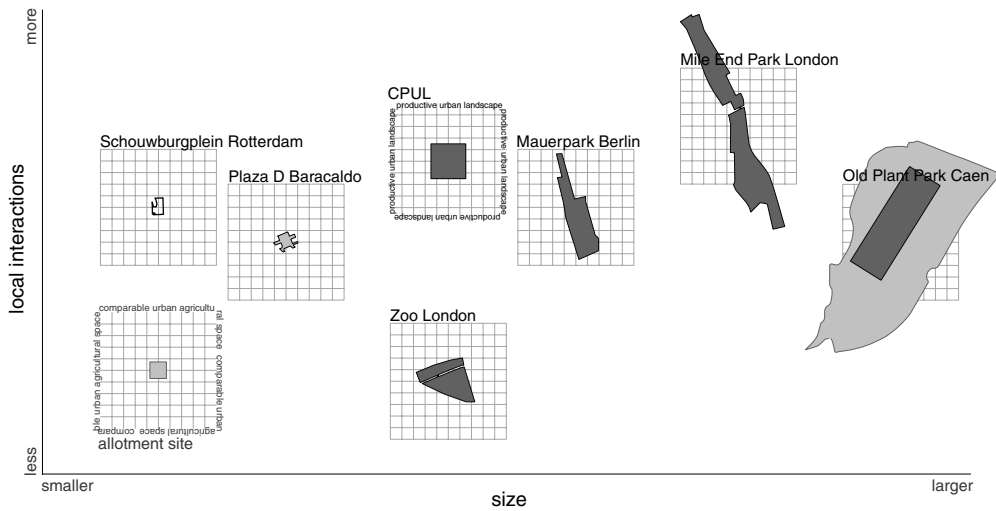 more
Mile End Park London
CPUL
productive urban landscape
productive urban landscape
productive urban landscape
productive urban landscape
Schouwburgplein Rotterdam
Mauerpark Berlin
Plaza D Baracaldo
Old Plant Park Caen
local interactions
comparable urban agricultu
ral space comparable urban
agricultural space compara
ble urban agricultural space
allotment site
Zoo London
less
smaller
larger
size